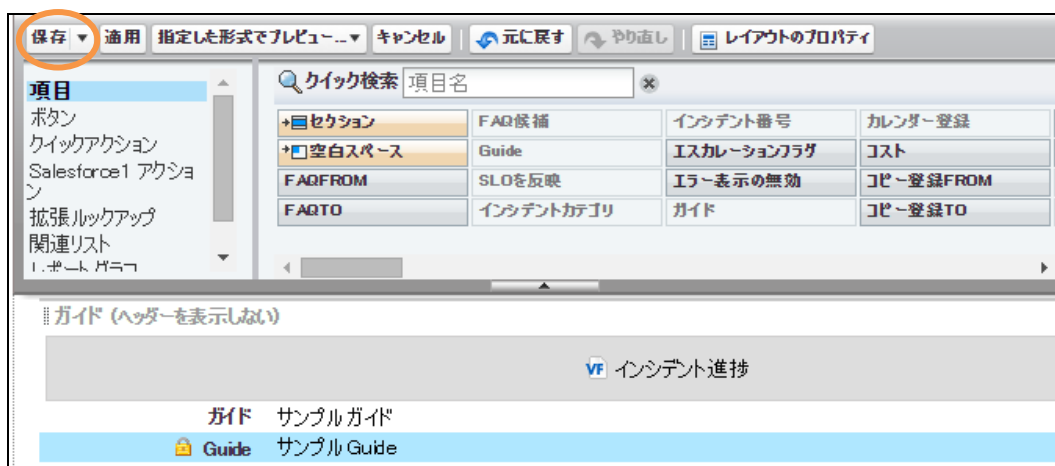 保存 ▼ 適用 指定した形式でプレビュー...▼ キャンセル 元に戻す やり直し レイアウトのプロパティ
項目
ボタン
クイックアクション
Salesforce1 アクショ
ン
拡張ルックアップ
関連リスト
レポートグラフ
クイック検索 項目名
セクション FAQ候補 インシデント番号 カレンダー登録
空白スペース Guide エスカレーションフラグ コスト
FAQFROM SLOを反映 エラー表示の無効 コピー登録FROM
FAQTO インシデントカテゴリ ガイド コピー登録TO
ガイド (ヘッダーを表示しない)
VF インシデント進捗
ガイド サンプル ガイド
Guide サンプル Guide